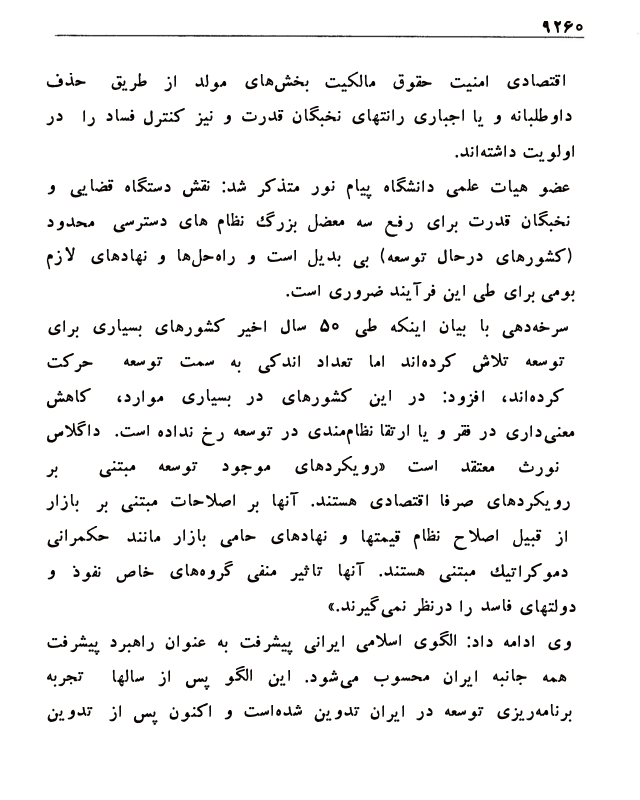 ۹۲۶۰
اقتصادی امنیت حقوق مالکیت بخش‌های مولد از طریق حذف
داوطلبانه و یا اجباری رانتهای نخبگان قدرت و نیز کنترل فساد را در
اولویت داشته‌اند.
عضو هیات علمی دانشگاه پیام نور متذکر شد: نقش دستگاه قضایی و
نخبگان قدرت برای رفع سه معضل بزرگ نظام های دسترسی محدود
(کشورهای درحال توسعه) بی بدیل است و راه‌حل‌ها و نهادهای لازم
بومی برای طی این فرآیند ضروری است.
سرخه‌دهی با بیان اینکه طی ۵۰ سال اخیر کشورهای بسیاری برای
توسعه تلاش کرده‌اند اما تعداد اندکی به سمت توسعه حرکت
کرده‌اند، افزود: در این کشورهای در بسیاری موارد، کاهش
معنی‌داری در فقر و یا ارتقا نظام‌مندی در توسعه رخ نداده است. داگلاس
نورث معتقد است «رویکردهای موجود توسعه مبتنی بر
رویکردهای صرفا اقتصادی هستند. آنها بر اصلاحات مبتنی بر بازار
از قبیل اصلاح نظام قیمتها و نهادهای حامی بازار مانند حکمرانی
دموکراتیك مبتنی هستند. آنها تاثیر منفی گروه‌های خاص نفوذ و
دولتهای فاسد را درنظر نمی‌گیرند.»
وی ادامه داد: الگوی اسلامی ایرانی پیشرفت به عنوان راهبرد پیشرفت
همه جانبه ایران محسوب می‌شود. این الگو پس از سالها تجربه
برنامه‌ریزی توسعه در ایران تدوین شده‌است و اکنون پس از تدوین